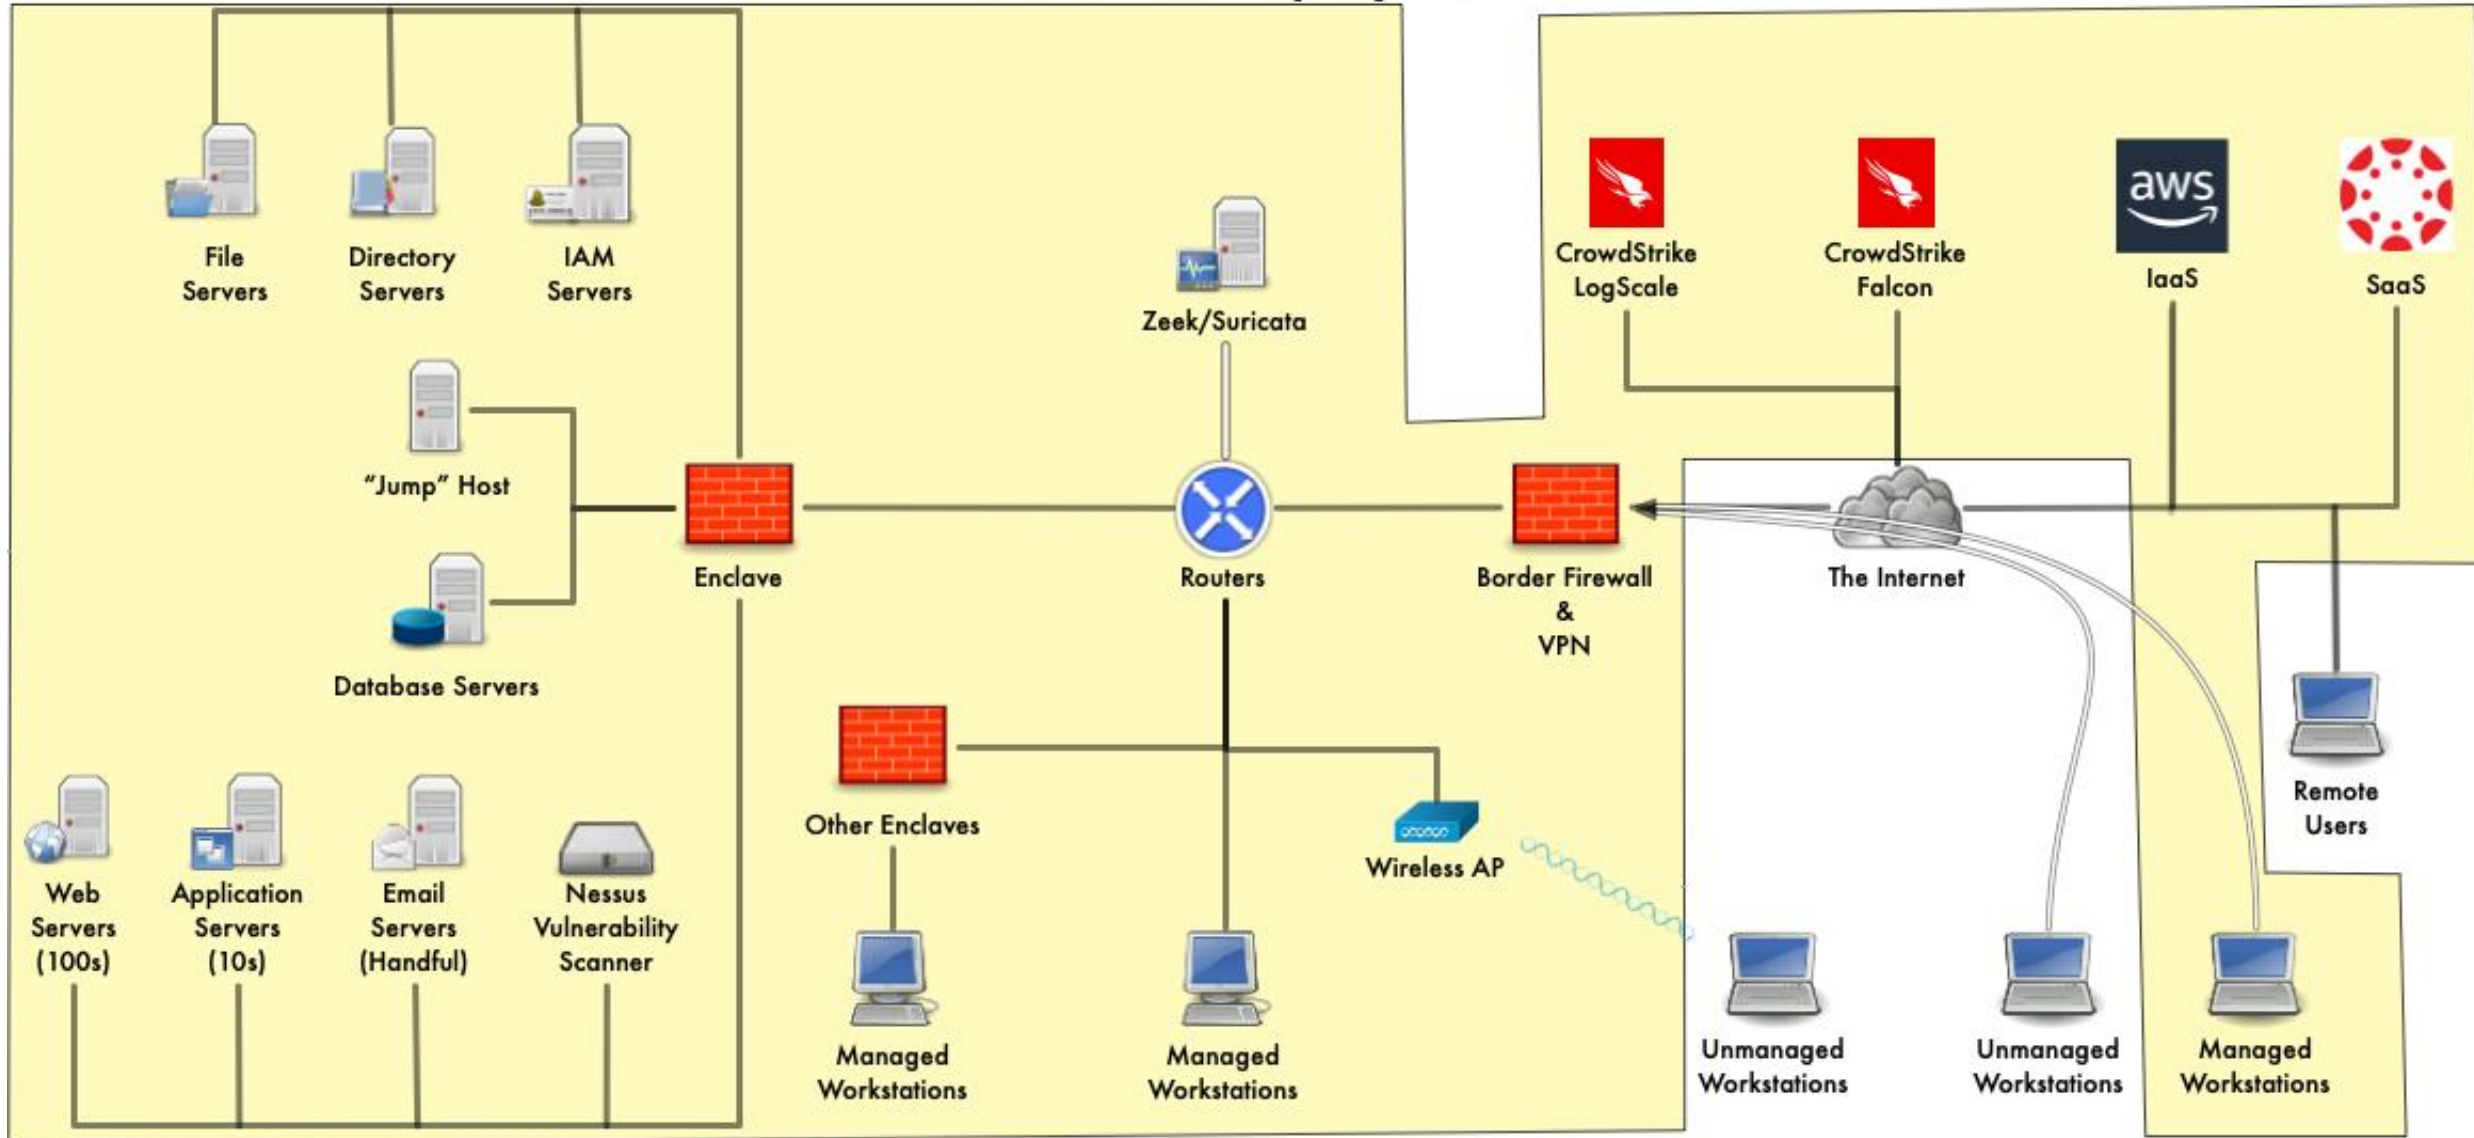 File
Servers
Directory
Servers
IAM
Servers
Zeek/Suricata
CrowdStrike
LogScale
CrowdStrike
Falcon
aws
IaaS
SaaS
“Jump” Host
Enclave
Routers
Border Firewall
&
VPN
The Internet
Database Servers
Other Enclaves
Wireless AP
Remote
Users
Web
Servers
(100s)
Application
Servers
(10s)
Email
Servers
(Handful)
Nessus
Vulnerability
Scanner
Managed
Workstations
Managed
Workstations
Unmanaged
Workstations
Unmanaged
Workstations
Managed
Workstations